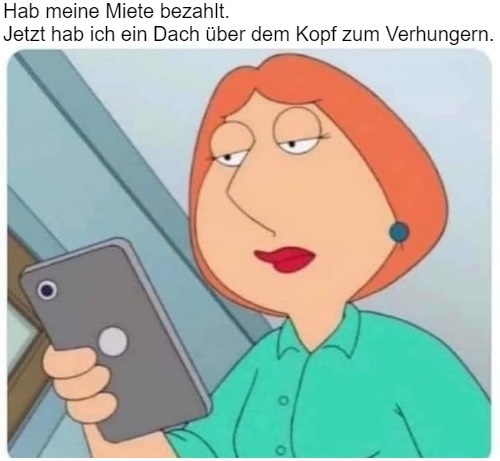 Hab meine Miete bezahlt.
Jetzt hab ich ein Dach über dem Kopf zum Verhungern.